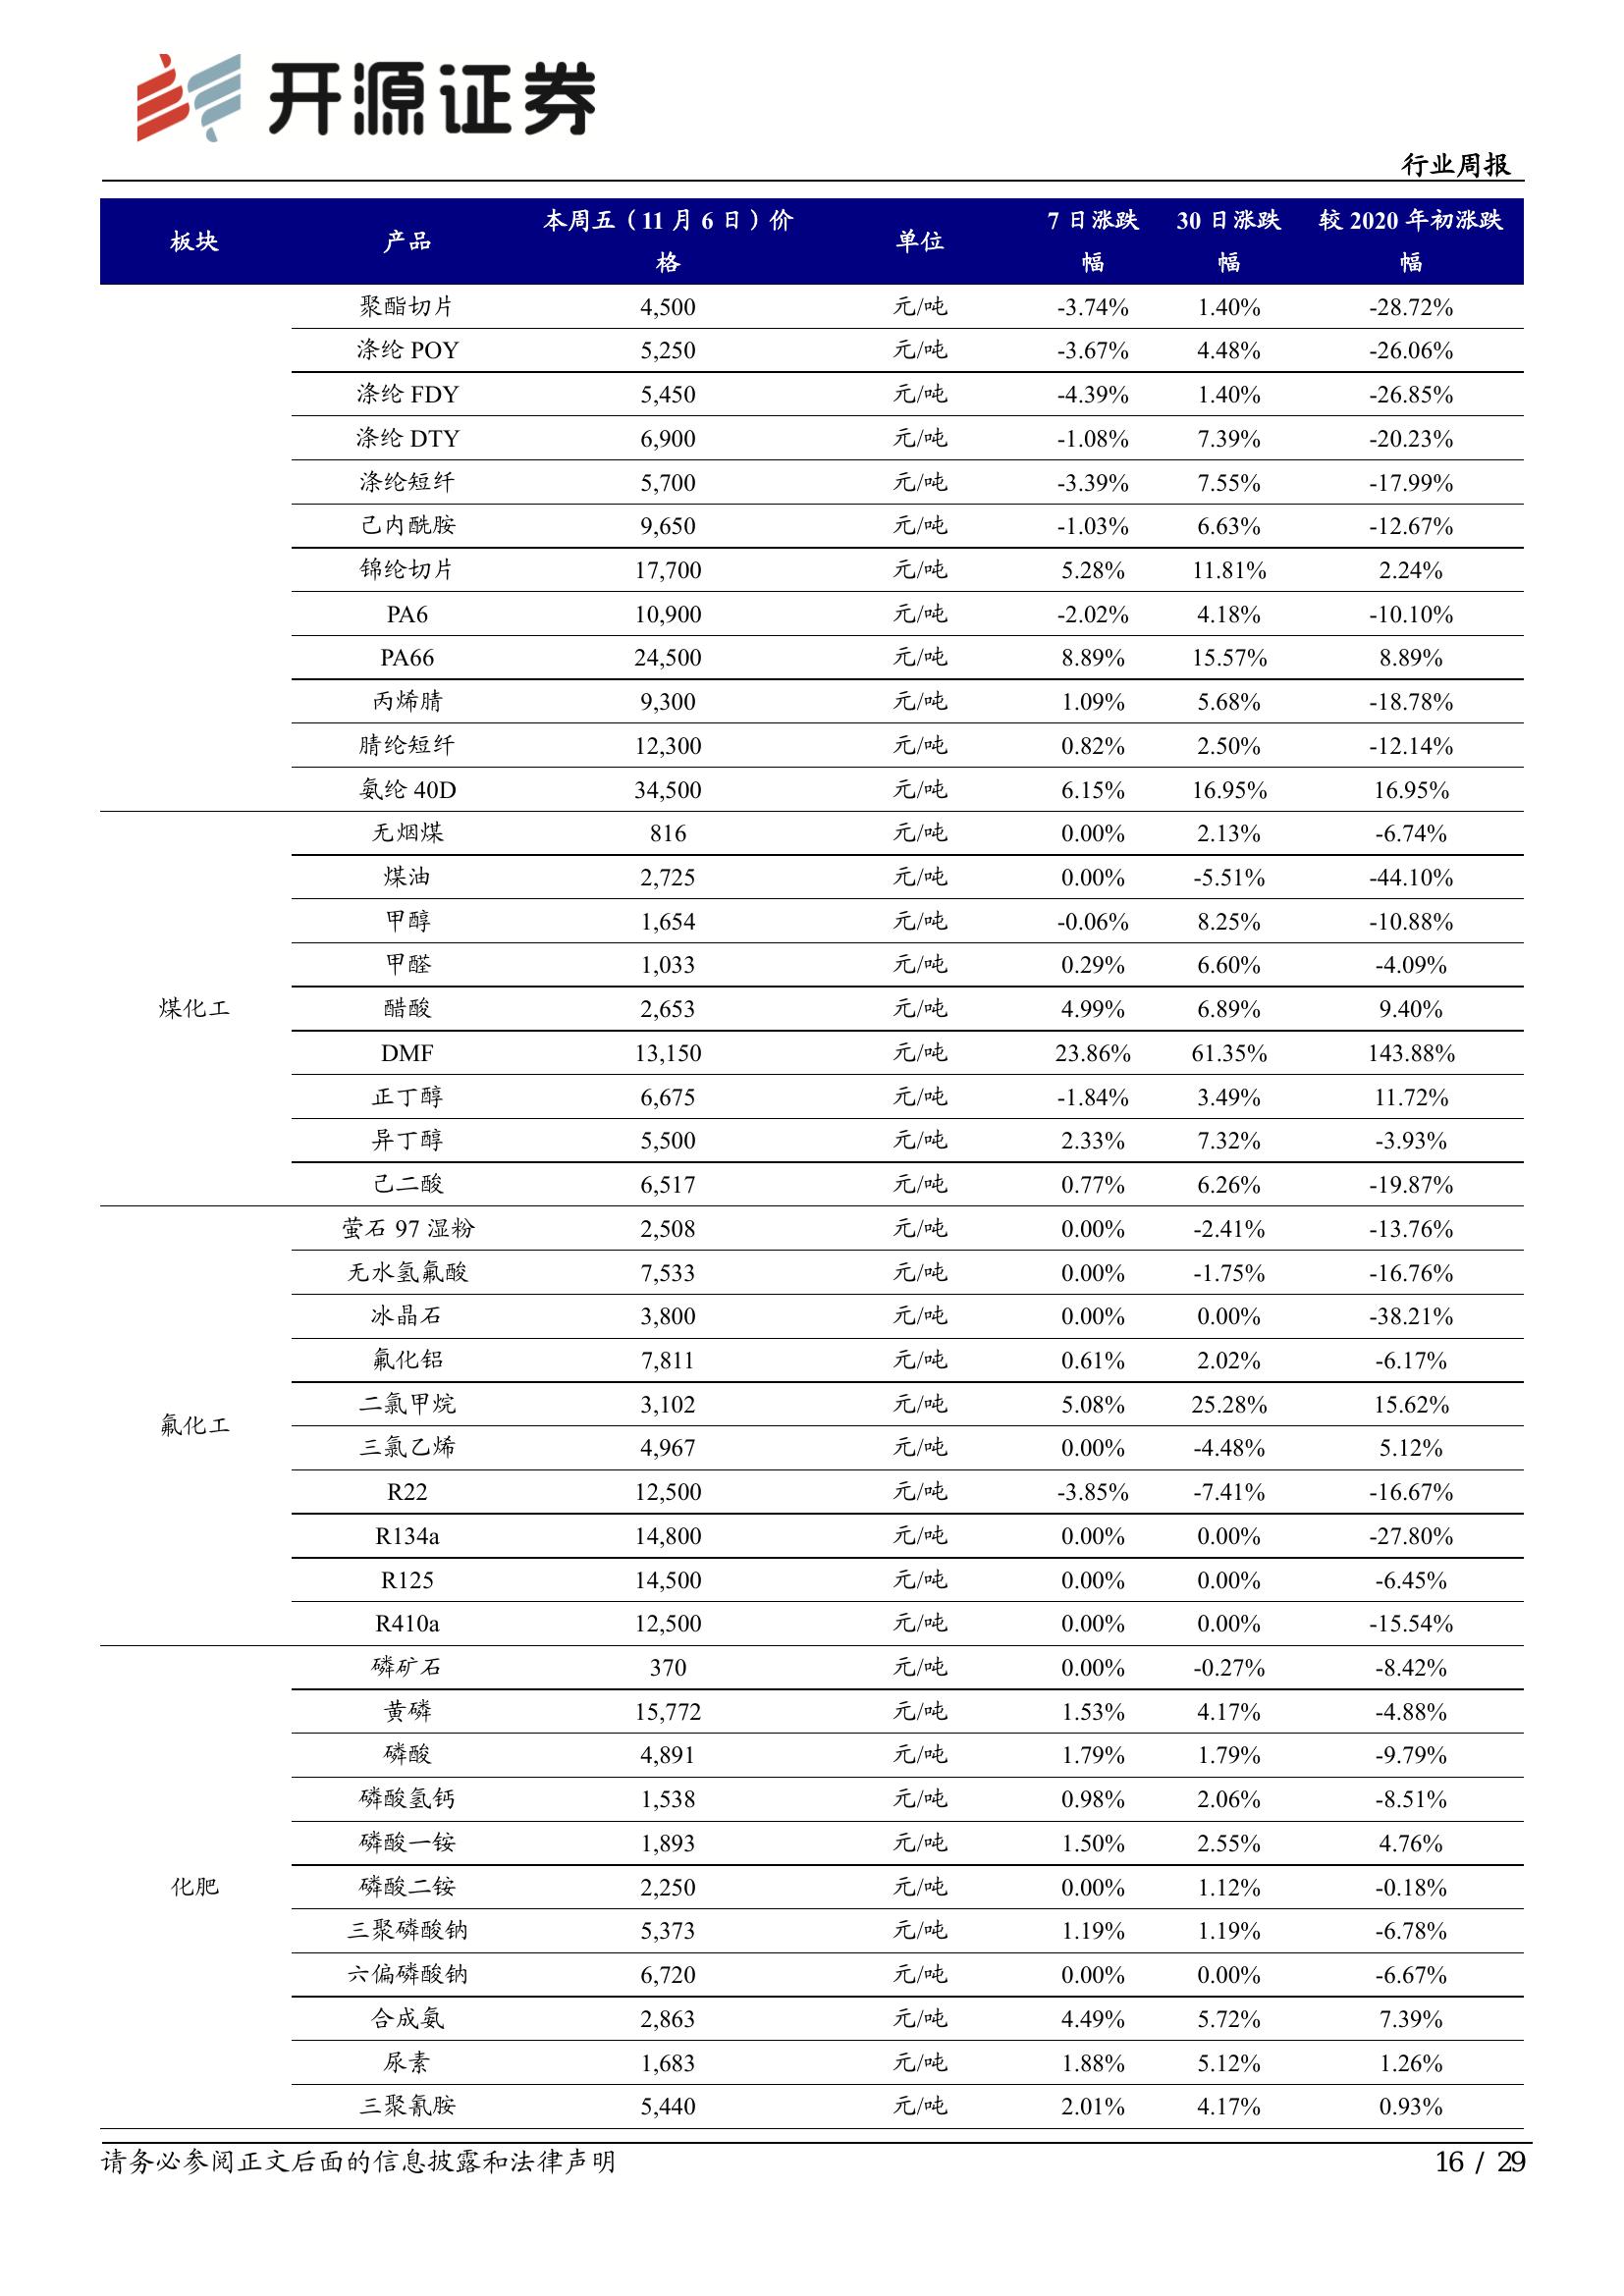 开源证券
行业周报
板块 产品 本周五（11 月 6 日）价格 单位 7 日涨跌幅 30 日涨跌幅 较 2020 年初涨跌幅
聚酯切片 4,500 元/吨 -3.74% 1.40% -28.72%
涤纶 POY 5,250 元/吨 -3.67% 4.48% -26.06%
涤纶 FDY 5,450 元/吨 -4.39% 1.40% -26.85%
涤纶 DTY 6,900 元/吨 -1.08% 7.39% -20.23%
涤纶短纤 5,700 元/吨 -3.39% 7.55% -17.99%
己内酰胺 9,650 元/吨 -1.03% 6.63% -12.67%
锦纶切片 17,700 元/吨 5.28% 11.81% 2.24%
PA6 10,900 元/吨 -2.02% 4.18% -10.10%
PA66 24,500 元/吨 8.89% 15.57% 8.89%
丙烯腈 9,300 元/吨 1.09% 5.68% -18.78%
腈纶短纤 12,300 元/吨 0.82% 2.50% -12.14%
氨纶 40D 34,500 元/吨 6.15% 16.95% 16.95%
煤化工
无烟煤 816 元/吨 0.00% 2.13% -6.74%
煤油 2,725 元/吨 0.00% -5.51% -44.10%
甲醇 1,654 元/吨 -0.06% 8.25% -10.88%
甲醛 1,033 元/吨 0.29% 6.60% -4.09%
醋酸 2,653 元/吨 4.99% 6.89% 9.40%
DMF 13,150 元/吨 23.86% 61.35% 143.88%
正丁醇 6,675 元/吨 -1.84% 3.49% 11.72%
异丁醇 5,500 元/吨 2.33% 7.32% -3.93%
己二酸 6,517 元/吨 0.77% 6.26% -19.87%
氟化工
萤石 97 湿粉 2,508 元/吨 0.00% -2.41% -13.76%
无水氢氟酸 7,533 元/吨 0.00% -1.75% -16.76%
冰晶石 3,800 元/吨 0.00% 0.00% -38.21%
氟化铝 7,811 元/吨 0.61% 2.02% -6.17%
二氯甲烷 3,102 元/吨 5.08% 25.28% 15.62%
三氯乙烯 4,967 元/吨 0.00% -4.48% 5.12%
R22 12,500 元/吨 -3.85% -7.41% -16.67%
R134a 14,800 元/吨 0.00% 0.00% -27.80%
R125 14,500 元/吨 0.00% 0.00% -6.45%
R410a 12,500 元/吨 0.00% 0.00% -15.54%
化肥
磷矿石 370 元/吨 0.00% -0.27% -8.42%
黄磷 15,772 元/吨 1.53% 4.17% -4.88%
磷酸 4,891 元/吨 1.79% 1.79% -9.79%
磷酸氢钙 1,538 元/吨 0.98% 2.06% -8.51%
磷酸一铵 1,893 元/吨 1.50% 2.55% 4.76%
磷酸二铵 2,250 元/吨 0.00% 1.12% -0.18%
三聚磷酸钠 5,373 元/吨 1.19% 1.19% -6.78%
六偏磷酸钠 6,720 元/吨 0.00% 0.00% -6.67%
合成氨 2,863 元/吨 4.49% 5.72% 7.39%
尿素 1,683 元/吨 1.88% 5.12% 1.26%
三聚氰胺 5,440 元/吨 2.01% 4.17% 0.93%
请务必参阅正文后面的信息披露和法律声明 16 / 29